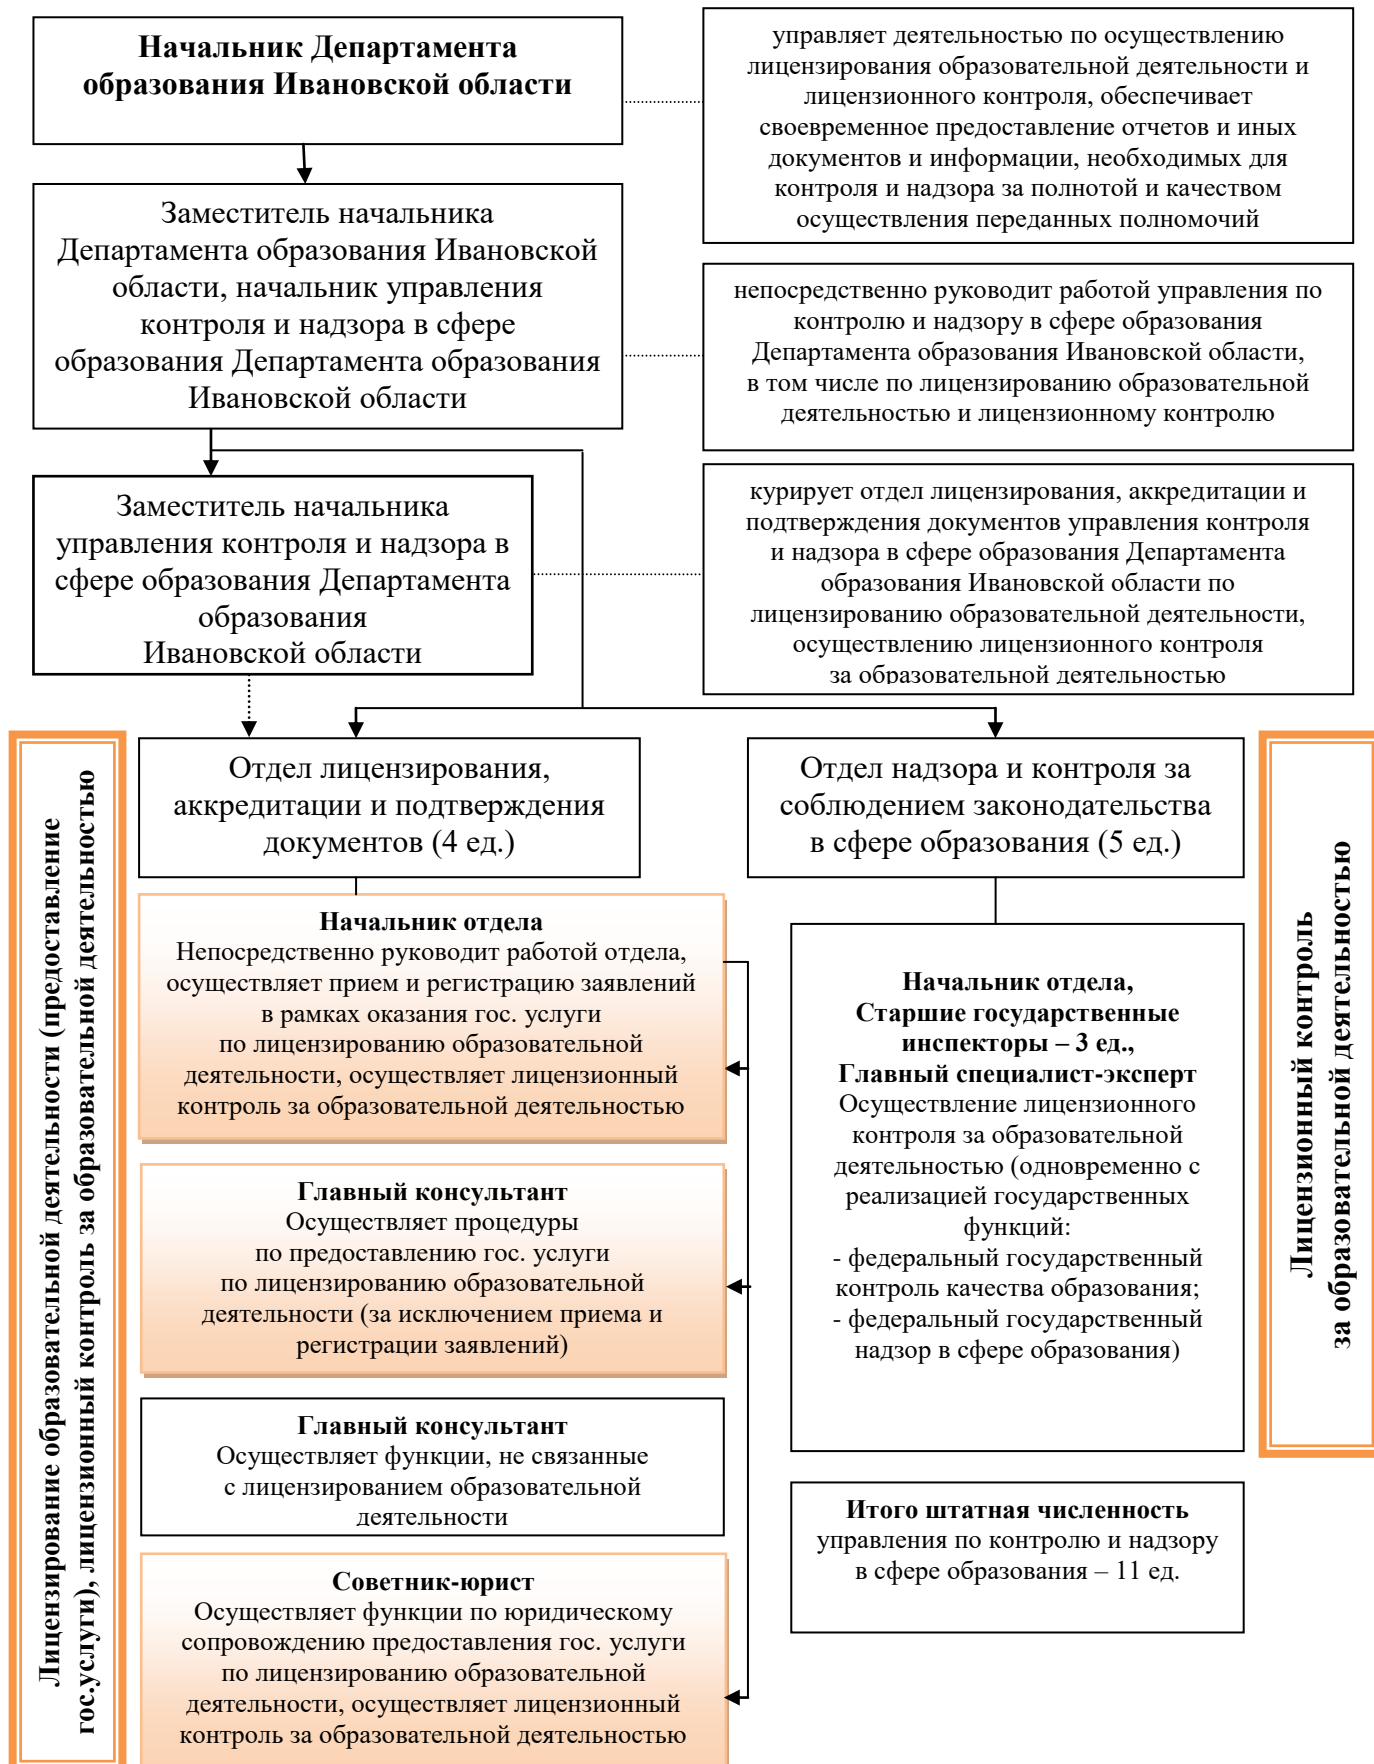 Начальник Департамента
образования Ивановской области
управляет деятельностью по осуществлению
лицензирования образовательной деятельности и
лицензионного контроля, обеспечивает
своевременное предоставление отчетов и иных
документов и информации, необходимых для
контроля и надзора за полнотой и качеством
осуществления переданных полномочий
Заместитель начальника
Департамента образования Ивановской
области, начальник управления
контроля и надзора в сфере
образования Департамента образования
Ивановской области
непосредственно руководит работой управления по
контролю и надзору в сфере образования
Департамента образования Ивановской области,
в том числе по лицензированию образовательной
деятельностью и лицензионному контролю
Заместитель начальника
управления контроля и надзора в
сфере образования Департамента
образования
Ивановской области
курирует отдел лицензирования, аккредитации и
подтверждения документов управления контроля
и надзора в сфере образования Департамента
образования Ивановской области по
лицензированию образовательной деятельности,
осуществлению лицензионного контроля
за образовательной деятельностью
Лицензирование образовательной деятельности (предоставление
гос.услуги), лицензионный контроль за образовательной деятельностью
Отдел лицензирования,
аккредитации и подтверждения
документов (4 ед.)
Начальник отдела
Непосредственно руководит работой отдела,
осуществляет прием и регистрацию заявлений
в рамках оказания гос. услуги
по лицензированию образовательной
деятельности, осуществляет лицензионный
контроль за образовательной деятельностью
Главный консультант
Осуществляет процедуры
по предоставлению гос. услуги
по лицензированию образовательной
деятельности (за исключением приема и
регистрации заявлений)
Главный консультант
Осуществляет функции, не связанные
с лицензированием образовательной
деятельности
Советник-юрист
Осуществляет функции по юридическому
сопровождению предоставления гос. услуги
по лицензированию образовательной
деятельности, осуществляет лицензионный
контроль за образовательной деятельностью
Отдел надзора и контроля за
соблюдением законодательства
в сфере образования (5 ед.)
Начальник отдела,
Старшие государственные
инспекторы – 3 ед.,
Главный специалист-эксперт
Осуществление лицензионного
контроля за образовательной
деятельностью (одновременно с
реализацией государственных
функций:
- федеральный государственный
контроль качества образования;
- федеральный государственный
надзор в сфере образования)
Итого штатная численность
управления по контролю и надзору
в сфере образования – 11 ед.
Лицензионный контроль
за образовательной деятельностью